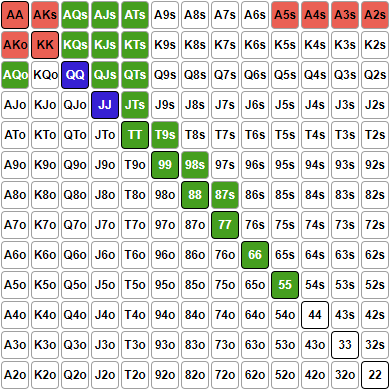 AA AKs AQs AJs ATs A9s A8s A7s A6s A5s A4s A3s A2s
AKo KK KQs KJs KTs K9s K8s K7s K6s K5s K4s K3s K2s
AQo KQo QQ QJs QTs Q9s Q8s Q7s Q6s Q5s Q4s Q3s Q2s
AJo KJo QJo JJ JTs J9s J8s J7s J6s J5s J4s J3s J2s
ATo KTo QTo JTo TT T9s T8s T7s T6s T5s T4s T3s T2s
A9o K9o Q9o J9o T9o 99 98s 97s 96s 95s 94s 93s 92s
A8o K8o Q8o J8o T8o 98o 88 87s 86s 85s 84s 83s 82s
A7o K7o Q7o J7o T7o 97o 87o 77 76s 75s 74s 73s 72s
A6o K6o Q6o J6o T6o 96o 86o 76o 66 65s 64s 63s 62s
A5o K5o Q5o J5o T5o 95o 85o 75o 65o 55 54s 53s 52s
A4o K4o Q4o J4o T4o 94o 84o 74o 64o 54o 44 43s 42s
A3o K3o Q3o J3o T3o 93o 83o 73o 63o 53o 43o 33 32s
A2o K2o Q2o J2o T2o 92o 82o 72o 62o 52o 42o 32o 22